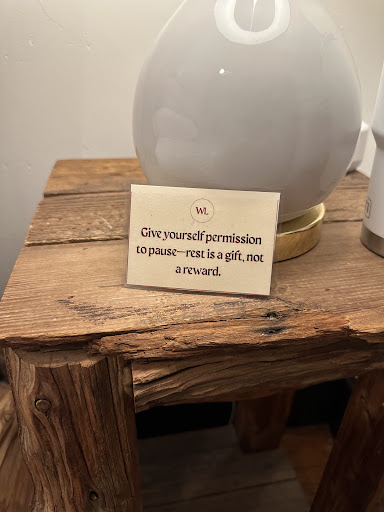 WL
Give yourself permission
to pause—rest is a gift, not
a reward.